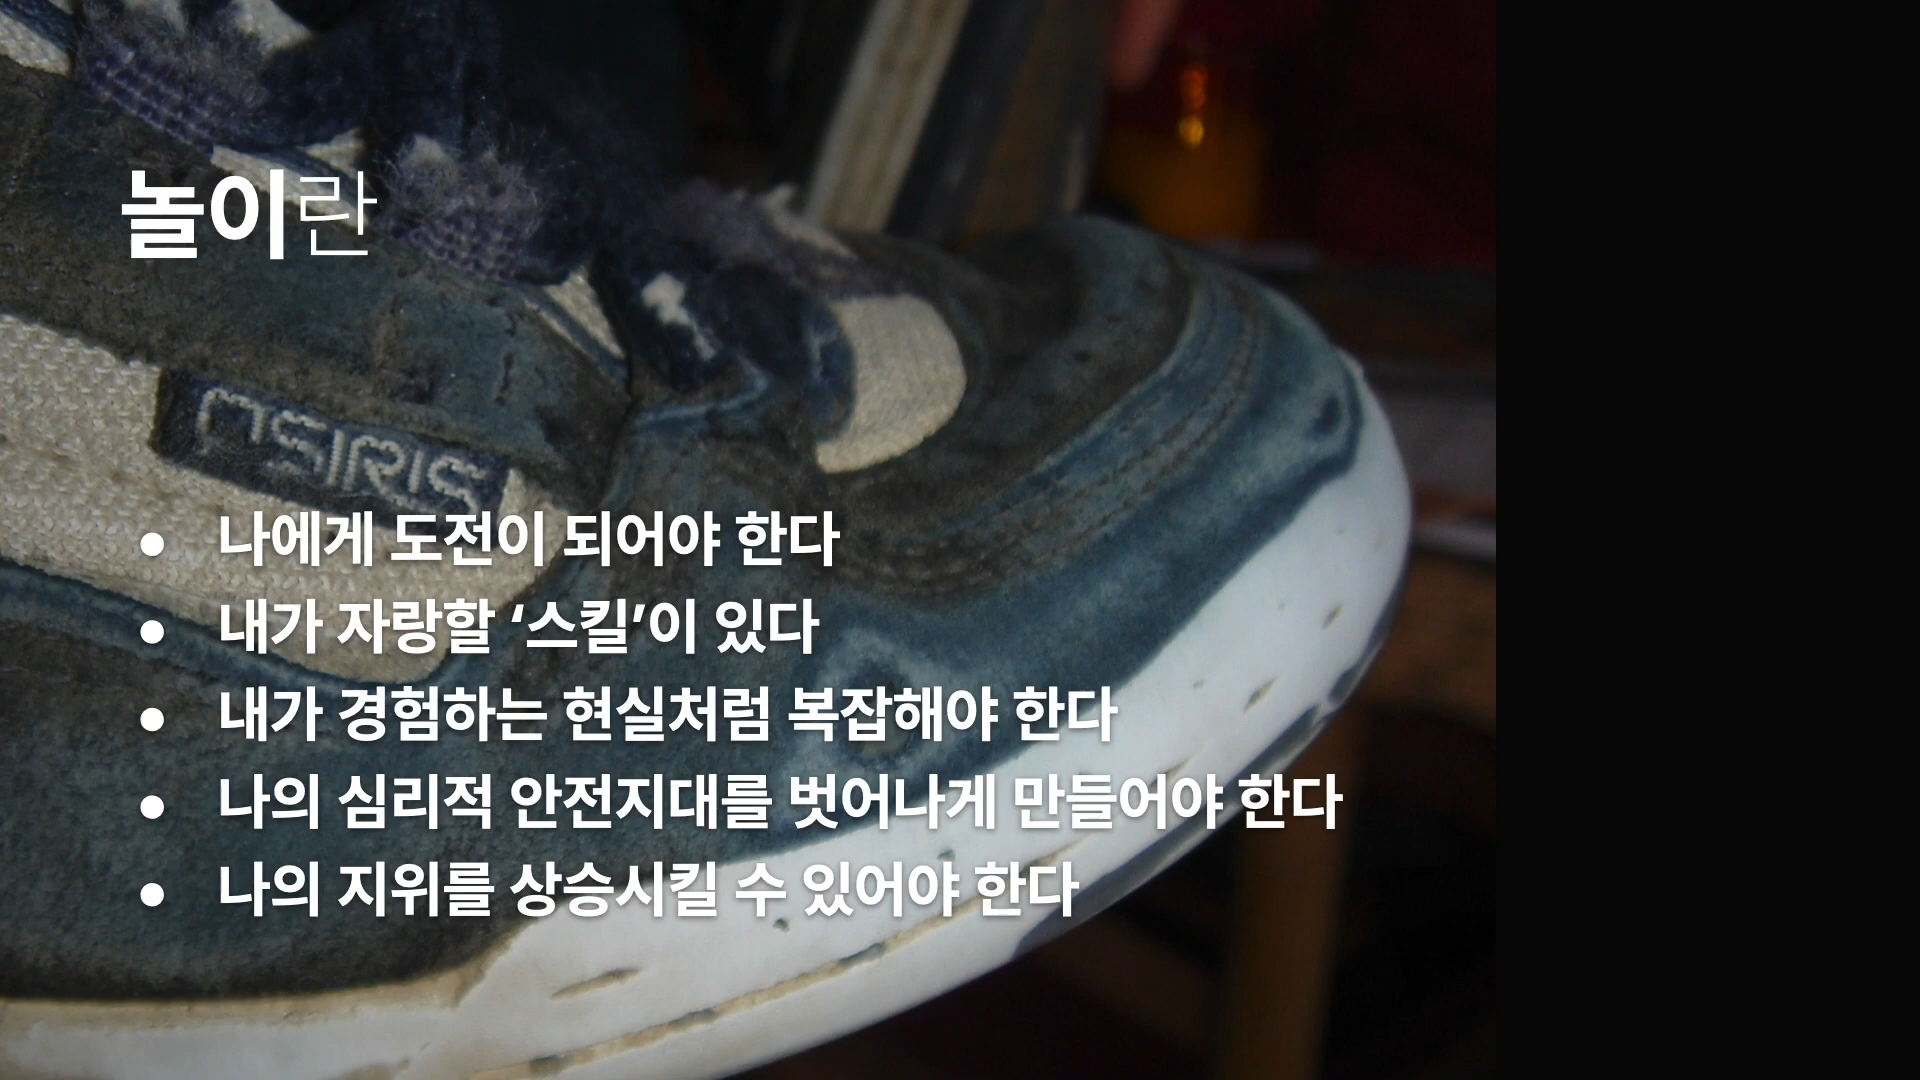 놀이란
OSIRIS
• 나에게 도전이 되어야 한다
• 내가 자랑할 ‘스킬’이 있다
• 내가 경험하는 현실처럼 복잡해야 한다
• 나의 심리적 안전지대를 벗어나게 만들어야 한다
• 나의 지위를 상승시킬 수 있어야 한다